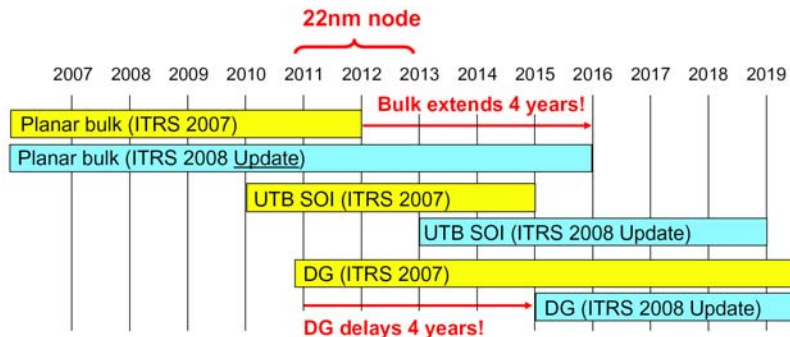 22nm node
2007 2008 2009 2010 2011 2012 2013 2014 2015 2016 2017 2018 2019
Bulk extends 4 years!
Planar bulk (ITRS 2007)
Planar bulk (ITRS 2008 Update)
UTB SOI (ITRS 2007)
UTB SOI (ITRS 2008 Update)
DG (ITRS 2007)
DG (ITRS 2008 Update)
DG delays 4 years!